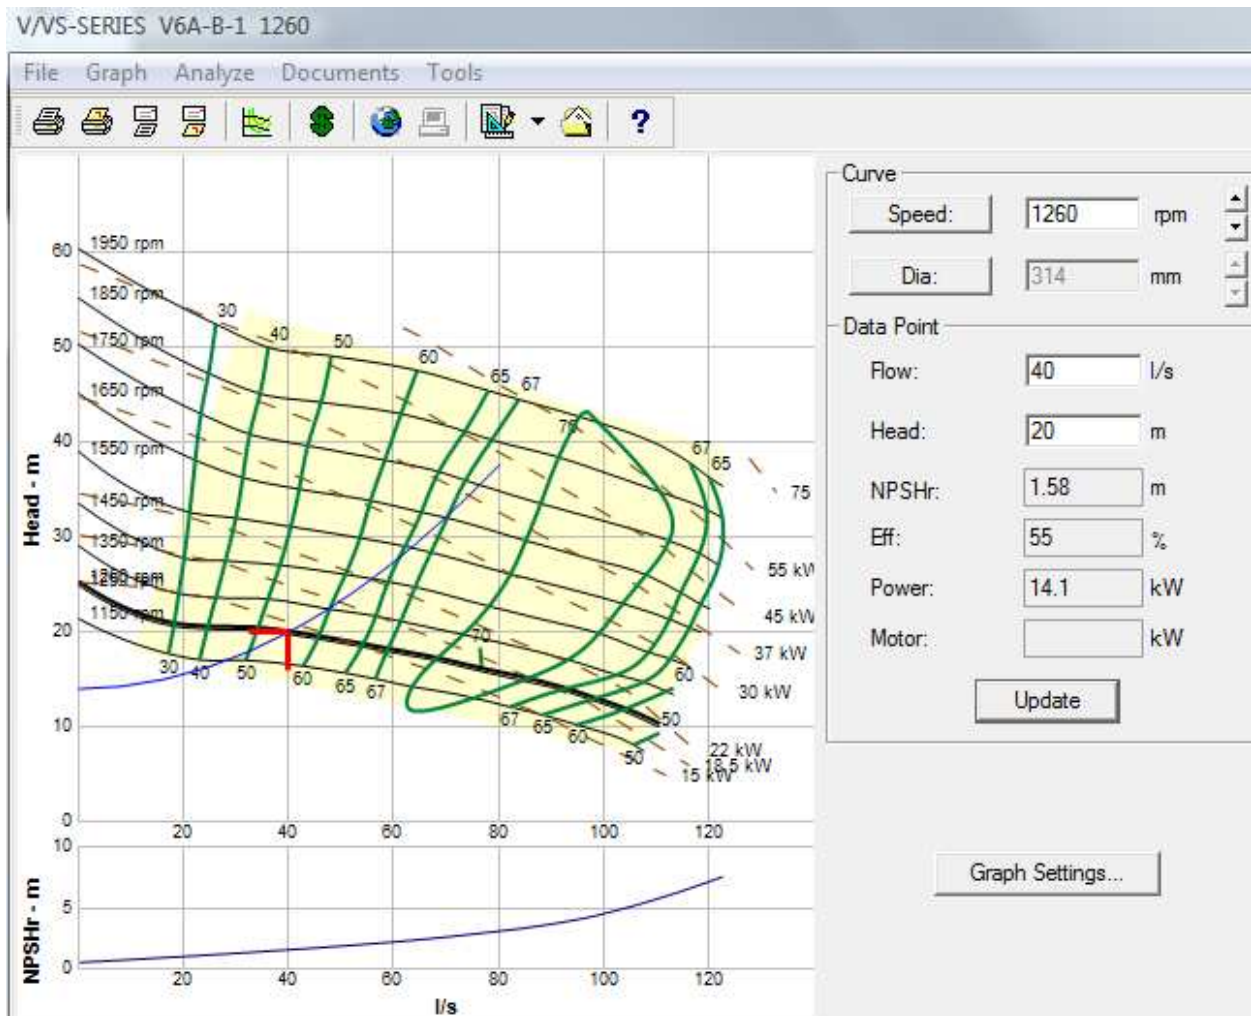 V/VS-SERIES V6A-B-1 1260
File Graph Analyze Documents Tools
?
Curve
Speed: 1260 rpm
Dia: 314 mm
Data Point
Flow: 40 l/s
Head: 20 m
NPSHr: 1.58 m
Eff: 55 %
Power: 14.1 kW
Motor: kW
Update
Graph Settings...
Head - m
60
50
40
30
20
10
0
1950 rpm
1850 rpm
1750 rpm
1650 rpm
1550 rpm
1450 rpm
1350 rpm
1260 rpm
1150 rpm
30
40
50
60
65
67
70
67
65
75
55 kW
45 kW
37 kW
30 kW
22 kW
18.5 kW
15 kW
70
60
50
30
40
50
60
65
67
67
65
60
50
20 40 60 80 100 120
NPSHr - m
10
5
0
20 40 60 80 100 120
l/s